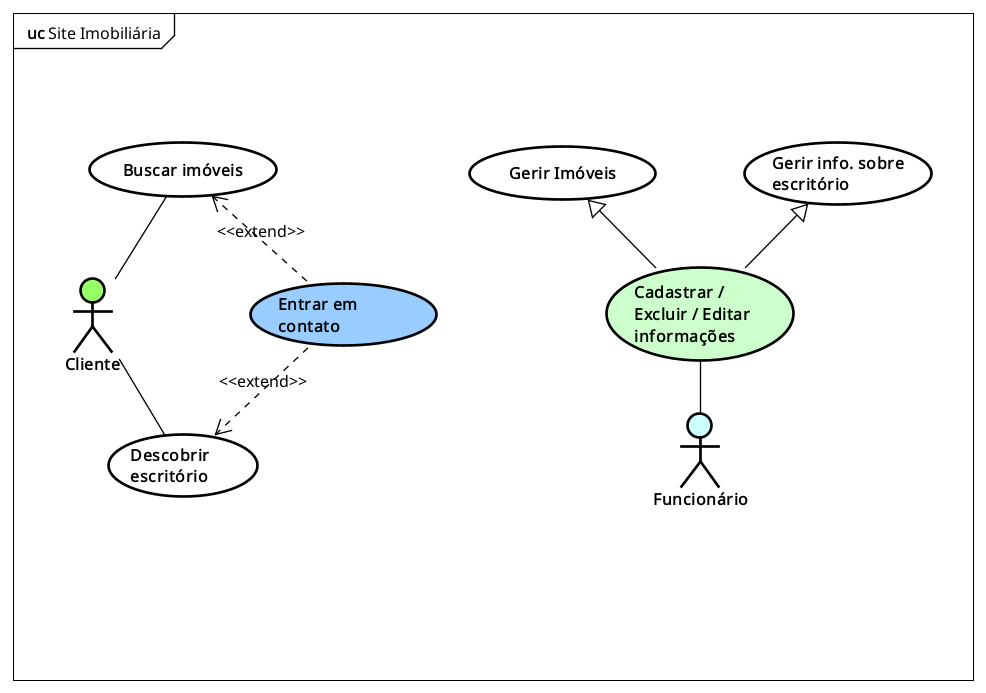 uc Site Imobiliária
Buscar imóveis
Gerir Imóveis
Gerir info. sobre
escritório
<<extend>>
Entrar em
contato
Cadastrar /
Excluir / Editar
informações
Cliente
<<extend>>
Descobrir
escritório
Funcionário